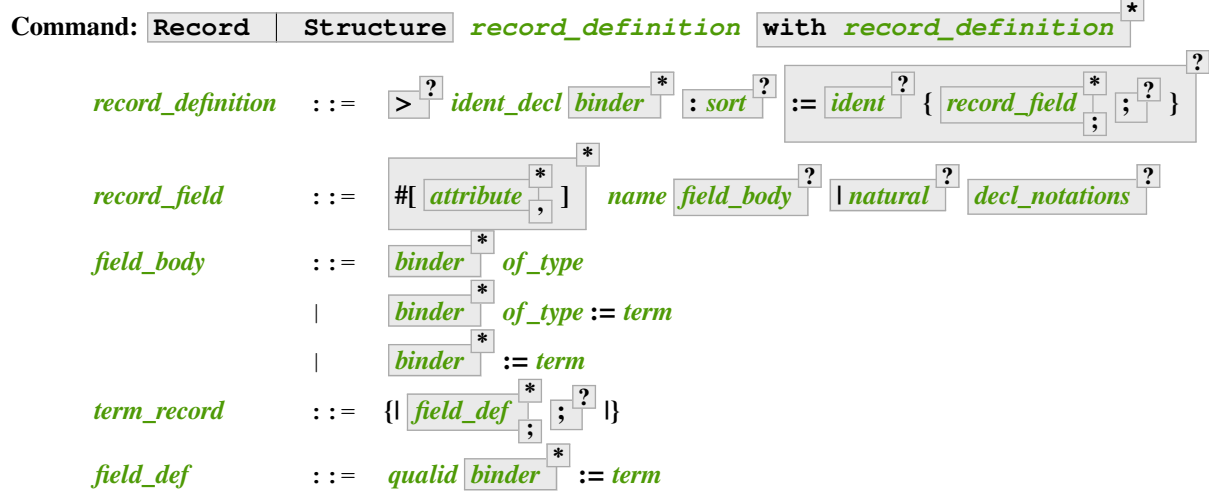 Command: Record | Structure record_definition with record_definition *
record_definition ::= > ? ident_decl binder * : sort ? := ident ? { record_field * ; ; ? } ?
record_field ::= #[ attribute * , ] * name field_body ? | natural ? decl_notations ?
field_body ::= binder * of_type
| binder * of_type := term
| binder * := term
term_record ::= {| field_def * ; ; ? |}
field_def ::= qualid binder * := term